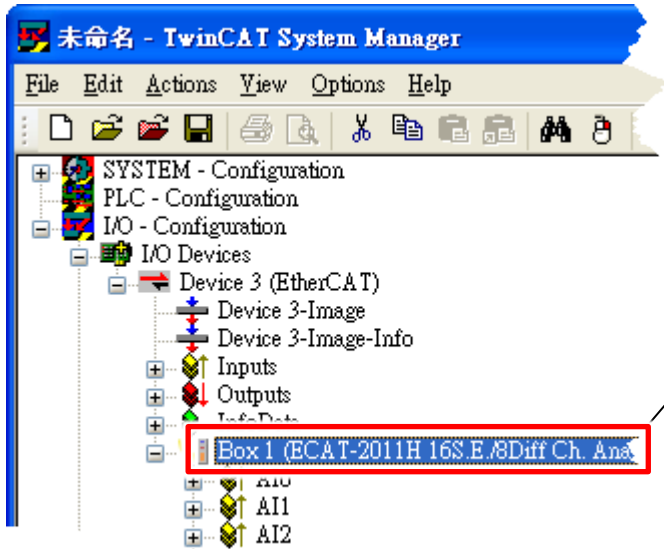 未命名 - TwinCAT System Manager
File Edit Actions View Options Help
SYSTEM - Configuration
PLC - Configuration
I/O - Configuration
I/O Devices
Device 3 (EtherCAT)
Device 3-Image
Device 3-Image-Info
Inputs
Outputs
InfoData
Box 1 (ECAT-2011H 16S.E./8Diff Ch. Ana
AI0
AI1
AI2